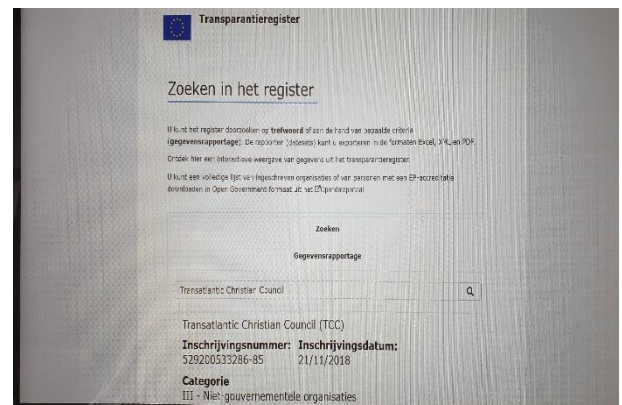 Transparantieregister
Zoeken in het register
U kunt het register doorzoeken op trefwoord of aan de hand van bepaalde criteria
(gegevensrapportage). De rapporten (datasets) kunt u exporteren in de formaten Excel, XML en PDF.
Ontdek hier een interactieve weergave van gegevens uit het transparantieregister.
U kunt een volledige lijst van ingeschreven organisaties of van personen met een EP-accreditatie
downloaden in Open Government-formaat uit het Opendataportal
Zoeken
Gegevensrapportage
Transatlantic Christian Council
Transatlantic Christian Council (TCC)
Inschrijvingsnummer: Inschrijvingsdatum:
529200533286-85 21/11/2018
Categorie
III - Niet-gouvernementele organisaties